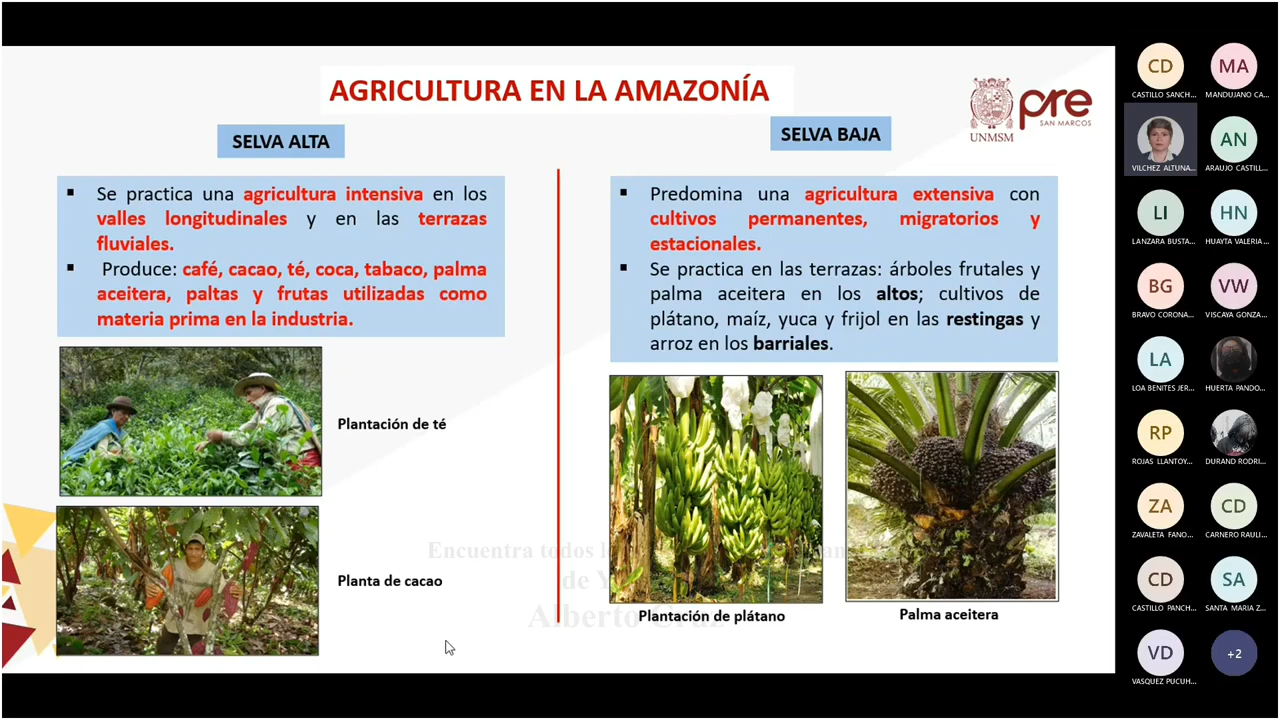 AGRICULTURA EN LA AMAZONÍA
UNMSM
pre
SAN MARCOS
SELVA ALTA
▪ Se practica una agricultura intensiva en los
valles longitudinales y en las terrazas
fluviales.
▪ Produce: café, cacao, té, coca, tabaco, palma
aceitera, paltas y frutas utilizadas como
materia prima en la industria.
Plantación de té
Planta de cacao
SELVA BAJA
▪ Predomina una agricultura extensiva con
cultivos permanentes, migratorios y
estacionales.
▪ Se practica en las terrazas: árboles frutales y
palma aceitera en los altos; cultivos de
plátano, maíz, yuca y frijol en las restingas y
arroz en los barriales.
Plantación de plátano
Palma aceitera
Encuentra todos
de
Alberto Cruz
CD
MA
CASTILLO SANCH...
MANDUJANO CA...
AN
VILCHEZ ALTUNA...
ARAUJO CASTILL...
LI
HN
LANZARA BUSTA...
HUAYTA VALERIA ...
BG
VW
BRAVO CORONA...
VISCAYA GONZA...
LA
LOA BENITES JER...
HUERTA PANDO...
RP
ROJAS LLANTOY...
DURAND RODRI...
ZA
CD
ZAVALETA FANO...
CARNERO RAULI...
CD
SA
CASTILLO PANCH...
SANTA MARIA Z...
VD
+2
VASQUEZ PUCUH...